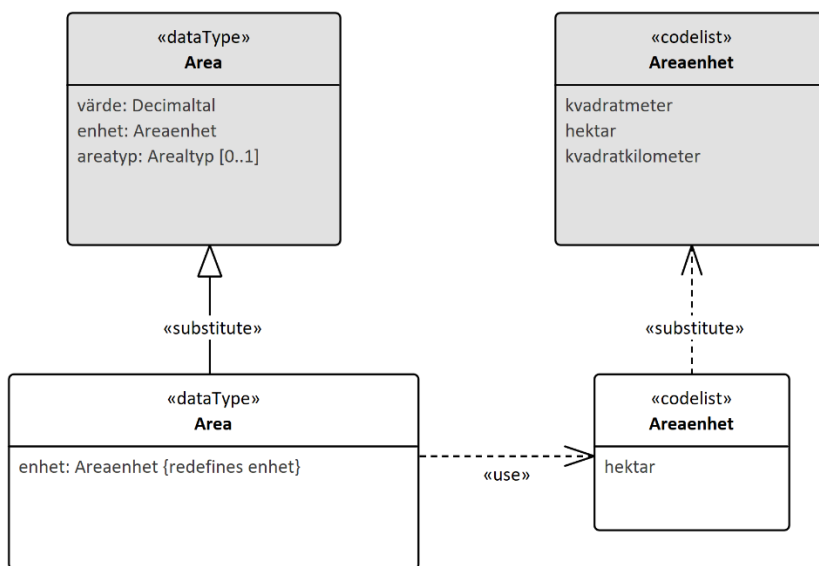 «dataType»
Area
värde: Decimaltal
enhet: Areaenhet
areatyp: Arealtyp [0..1]
«codelist»
Areaenhet
kvadratmeter
hektar
kvadratkilometer
«substitute»
«substitute»
«dataType»
Area
enhet: Areaenhet {redefines enhet}
«use»
«codelist»
Areaenhet
hektar